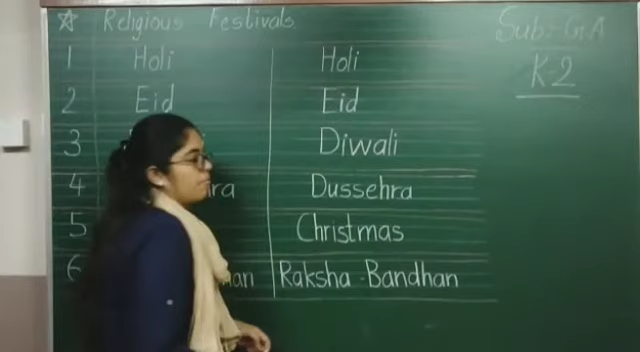 ☆ Religious Festivals
Sub:- G.A
K-2
1 Holi Holi
2 Eid Eid
3 Diwali
4 ra Dussehra
5 Christmas
6 han Raksha-Bandhan